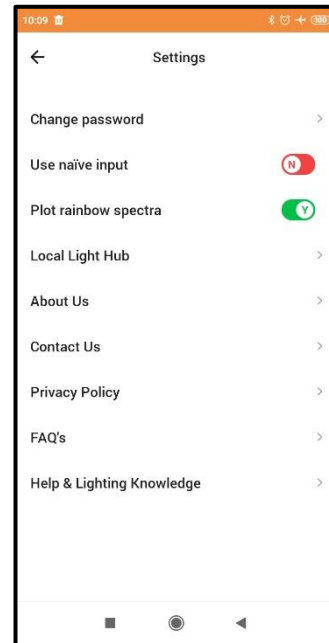 10:09
100
Settings
Change password
Use naïve input
N
Plot rainbow spectra
Y
Local Light Hub
About Us
Contact Us
Privacy Policy
FAQ's
Help & Lighting Knowledge